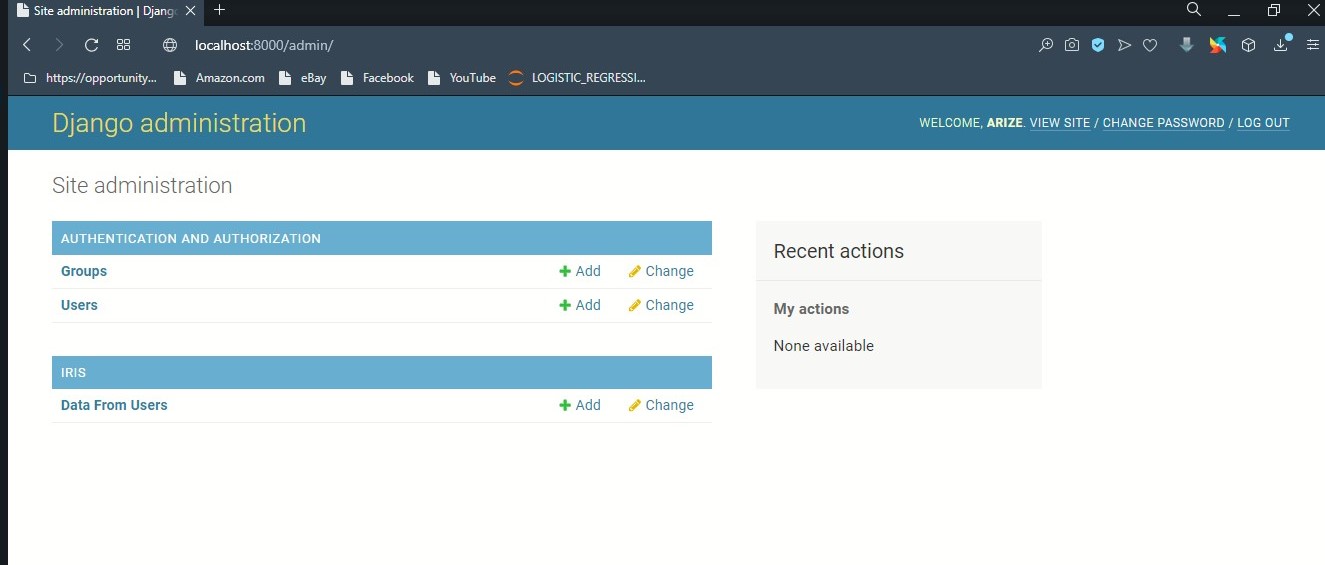 Site administration | Djang
localhost:8000/admin/
https://opportunity... Amazon.com eBay Facebook YouTube LOGISTIC_REGRESSI...
Django administration
WELCOME, ARIZE. VIEW SITE / CHANGE PASSWORD / LOG OUT
Site administration
AUTHENTICATION AND AUTHORIZATION
Groups Add Change
Users Add Change
IRIS
Data From Users Add Change
Recent actions
My actions
None available